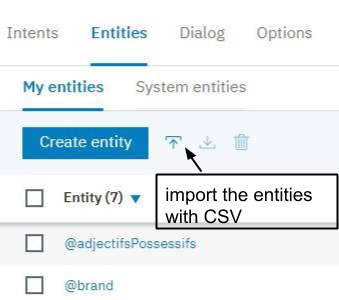 Intents Entities Dialog Options
My entities System entities
Create entity
import the entities
with CSV
Entity (7)
@adjectifsPossessifs
@brand